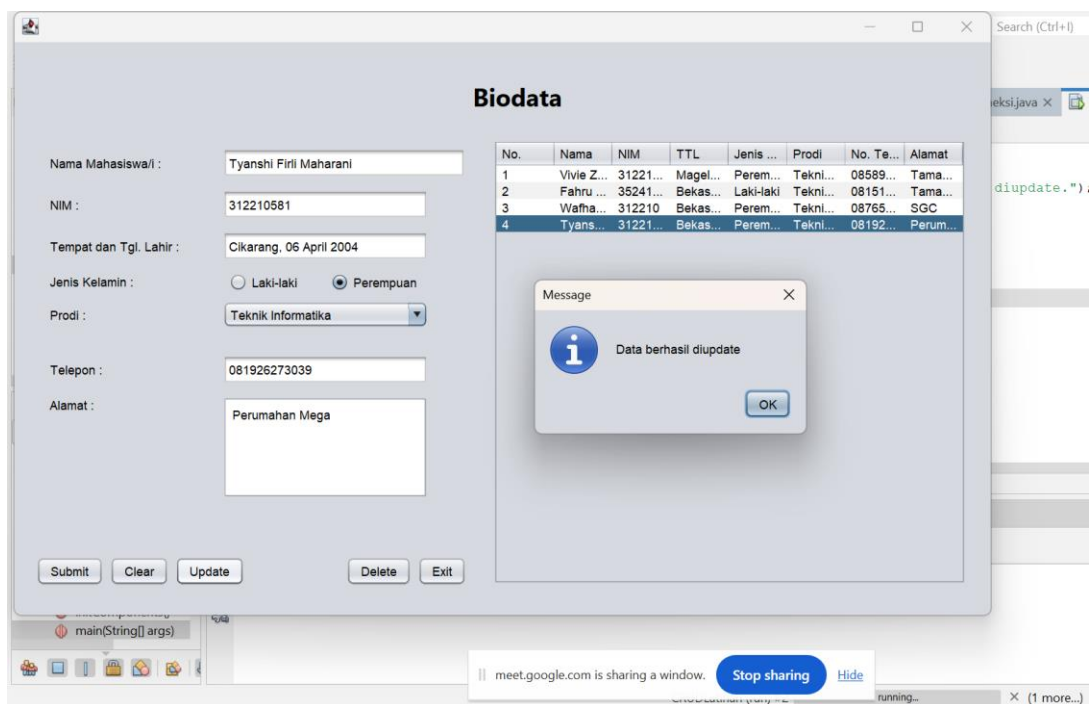 Search (Ctrl+I)
Biodata
eksi.java
diupdate.")
Nama Mahasiswa/i :
Tyanshi Firli Maharani
NIM :
312210581
Tempat dan Tgl. Lahir :
Cikarang, 06 April 2004
Jenis Kelamin :
Laki-laki
Perempuan
Prodi :
Teknik Informatika
Telepon :
081926273039
Alamat :
Perumahan Mega
Submit
Clear
Update
Delete
Exit
No. Nama NIM TTL Jenis ... Prodi No. Te... Alamat
1 Vivie Z... 31221... Magel... Perem... Tekni... 08589... Tama...
2 Fahru ... 35241... Bekas... Laki-laki Tekni... 08151... Tama...
3 Wafha... 312210 Bekas... Perem... Tekni... 08765... SGC
4 Tyans... 31221... Bekas... Perem... Tekni... 08192... Perum...
Message
Data berhasil diupdate
OK
main(String[] args)
meet.google.com is sharing a window.
Stop sharing
Hide
running...
(1 more...)